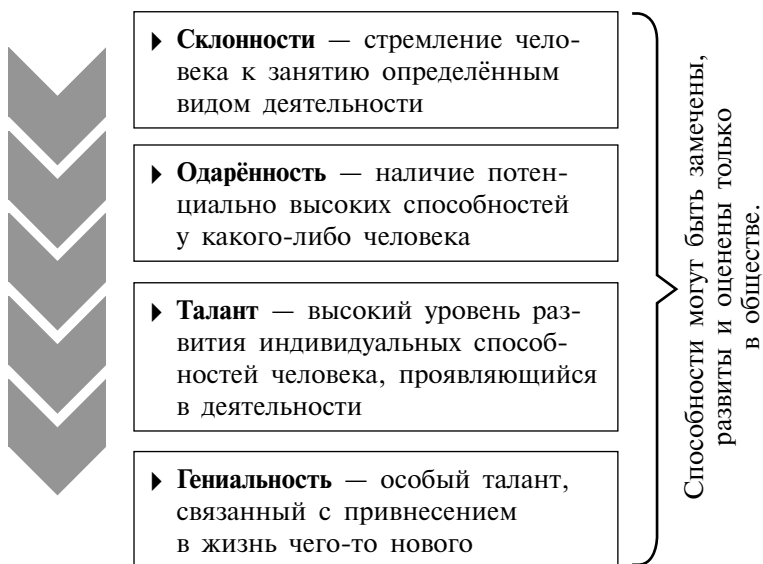 ▶ Склонности — стремление чело-
века к занятию определённым
видом деятельности
▶ Одарённость — наличие потен-
циально высоких способностей
у какого-либо человека
▶ Талант — высокий уровень раз-
вития индивидуальных способ-
ностей человека, проявляющийся
в деятельности
▶ Гениальность — особый талант,
связанный с привнесением
в жизнь чего-то нового
Способности могут быть замечены,
развиты и оценены только
в обществе.